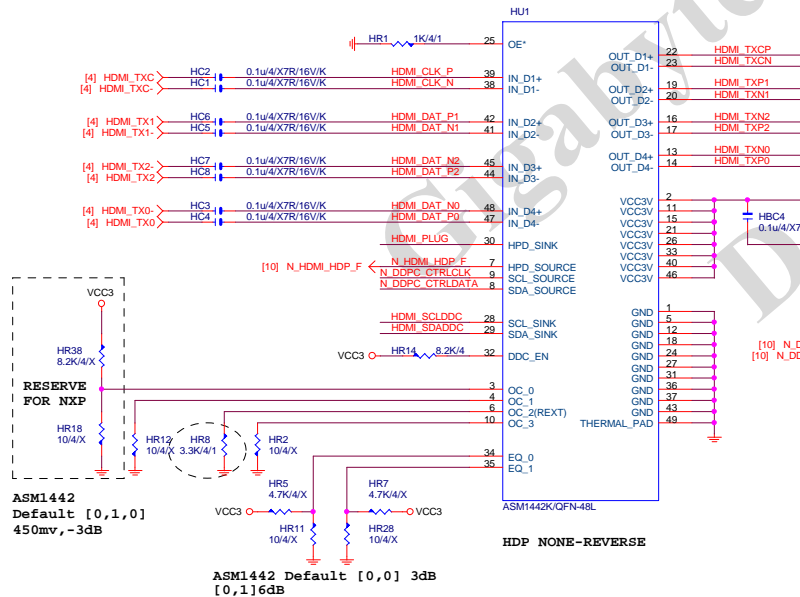 HU1
HR1 1K/4/1 25 OE*
OUT_D1+ 22 HDMI_TXCP
OUT_D1- 23 HDMI_TXCN
[4] HDMI_TXC HC2 0.1u/4/X7R/16V/K HDMI_CLK_P 39 IN_D1+
[4] HDMI_TXC- HC1 0.1u/4/X7R/16V/K HDMI_CLK_N 38 IN_D1-
OUT_D2+ 19 HDMI_TXP1
OUT_D2- 20 HDMI_TXN1
[4] HDMI_TX1 HC6 0.1u/4/X7R/16V/K HDMI_DAT_P1 42 IN_D2+
[4] HDMI_TX1- HC5 0.1u/4/X7R/16V/K HDMI_DAT_N1 41 IN_D2-
OUT_D3+ 16 HDMI_TXN2
OUT_D3- 17 HDMI_TXP2
[4] HDMI_TX2- HC7 0.1u/4/X7R/16V/K HDMI_DAT_N2 45 IN_D3+
[4] HDMI_TX2 HC8 0.1u/4/X7R/16V/K HDMI_DAT_P2 44 IN_D3-
OUT_D4+ 13 HDMI_TXN0
OUT_D4- 14 HDMI_TXP0
[4] HDMI_TX0- HC3 0.1u/4/X7R/16V/K HDMI_DAT_N0 48 IN_D4+
[4] HDMI_TX0 HC4 0.1u/4/X7R/16V/K HDMI_DAT_P0 47 IN_D4-
VCC3V 2
VCC3V 11
VCC3V 15
VCC3V 21
VCC3V 26
VCC3V 33
VCC3V 40
VCC3V 46
HBC4
0.1u/4/X7
HDMI_PLUG 30 HPD_SINK
[10] N_HDMI_HDP_F N_HDMI_HDP_F 7 HPD_SOURCE
N_DDPC_CTRLCLK 9 SCL_SOURCE
N_DDPC_CTRLDATA 8 SDA_SOURCE
HDMI_SCLDDC 28 SCL_SINK
HDMI_SDADDC 29 SDA_SINK
VCC3 HR14 8.2K/4 32 DDC_EN
GND 1
GND 5
GND 12
GND 18
GND 24
GND 27
GND 31
GND 36
GND 37
GND 43
THERMAL_PAD 49
[10] N_D
[10] N_DD
3 OC_0
4 OC_1
6 OC_2(REXT)
10 OC_3
34 EQ_0
35 EQ_1
VCC3
HR38
8.2K/4/X
RESERVE
FOR NXP
HR18
10/4/X
HR12
10/4/X
HR8
3.3K/4/1
HR2
10/4/X
ASM1442
Default [0,1,0]
450mv,-3dB
HR5
4.7K/4/X
VCC3
HR11
10/4/X
HR7
4.7K/4/X
VCC3
HR28
10/4/X
ASM1442K/QFN-48L
HDP NONE-REVERSE
ASM1442 Default [0,0] 3dB
[0,1]6dB
Gigabyte
D